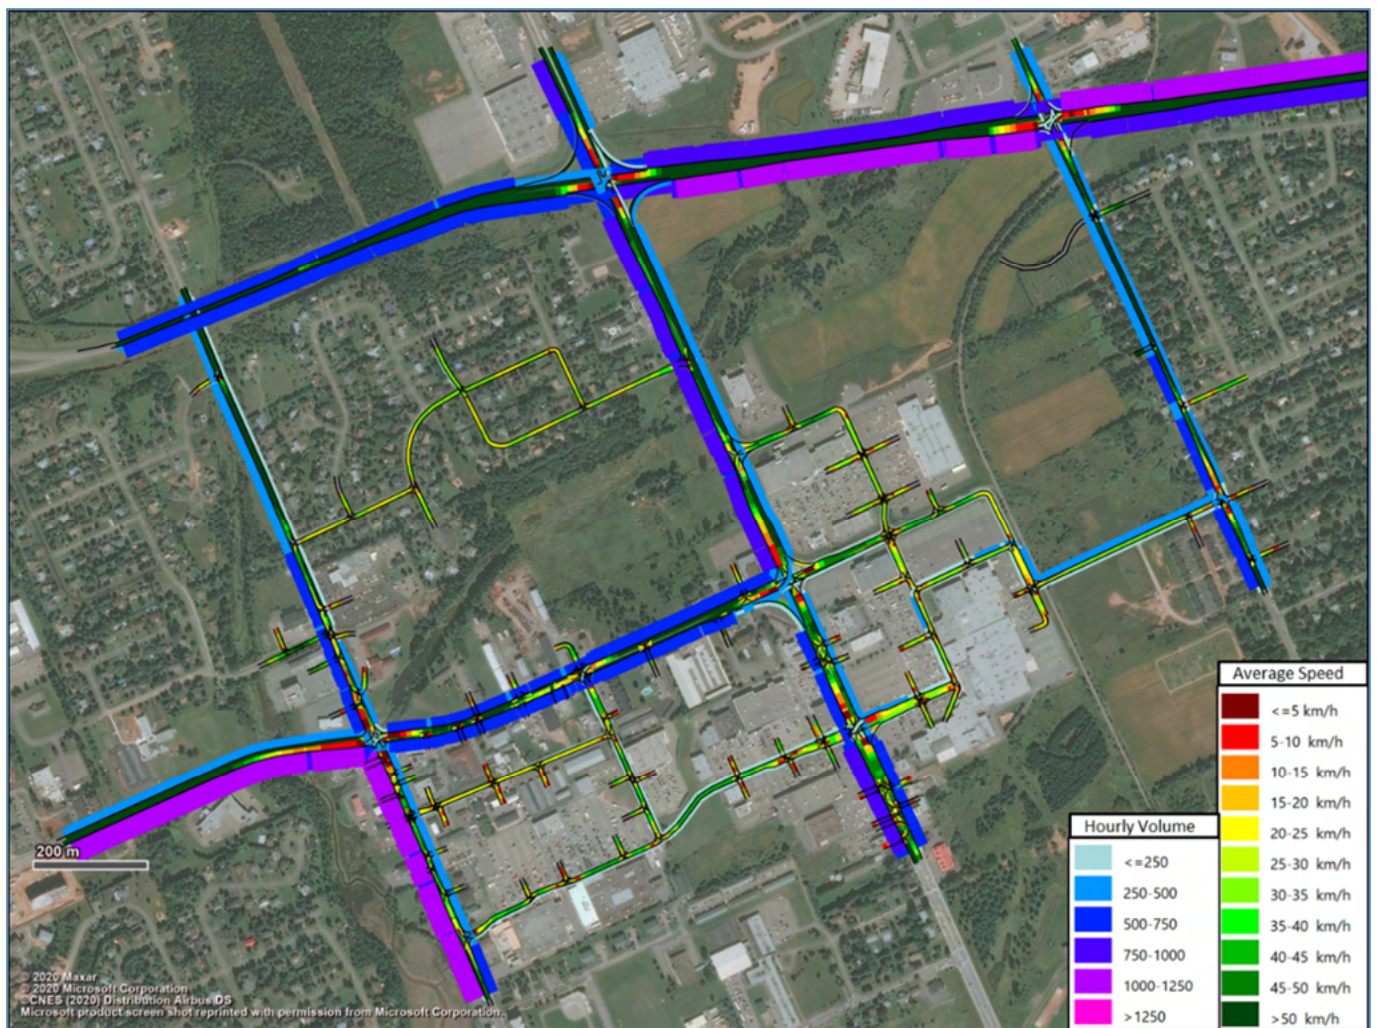 Average Speed
<=5 km/h
5-10 km/h
10-15 km/h
15-20 km/h
20-25 km/h
25-30 km/h
30-35 km/h
35-40 km/h
40-45 km/h
45-50 km/h
>50 km/h
Hourly Volume
<=250
250-500
500-750
750-1000
1000-1250
>1250
200 m
© 2020 Maxar
© 2020 Microsoft Corporation
©CNES (2020) Distribution Airbus DS
Microsoft product screen shot reprinted with permission from Microsoft Corporation.